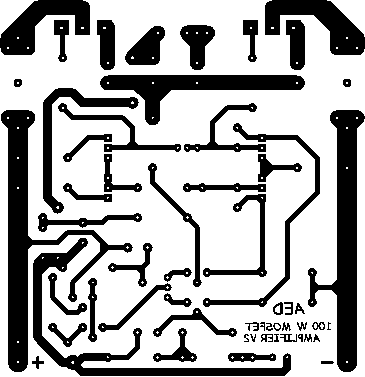 AED
100 W MOSFET
AMPLIFIER V2
+ −